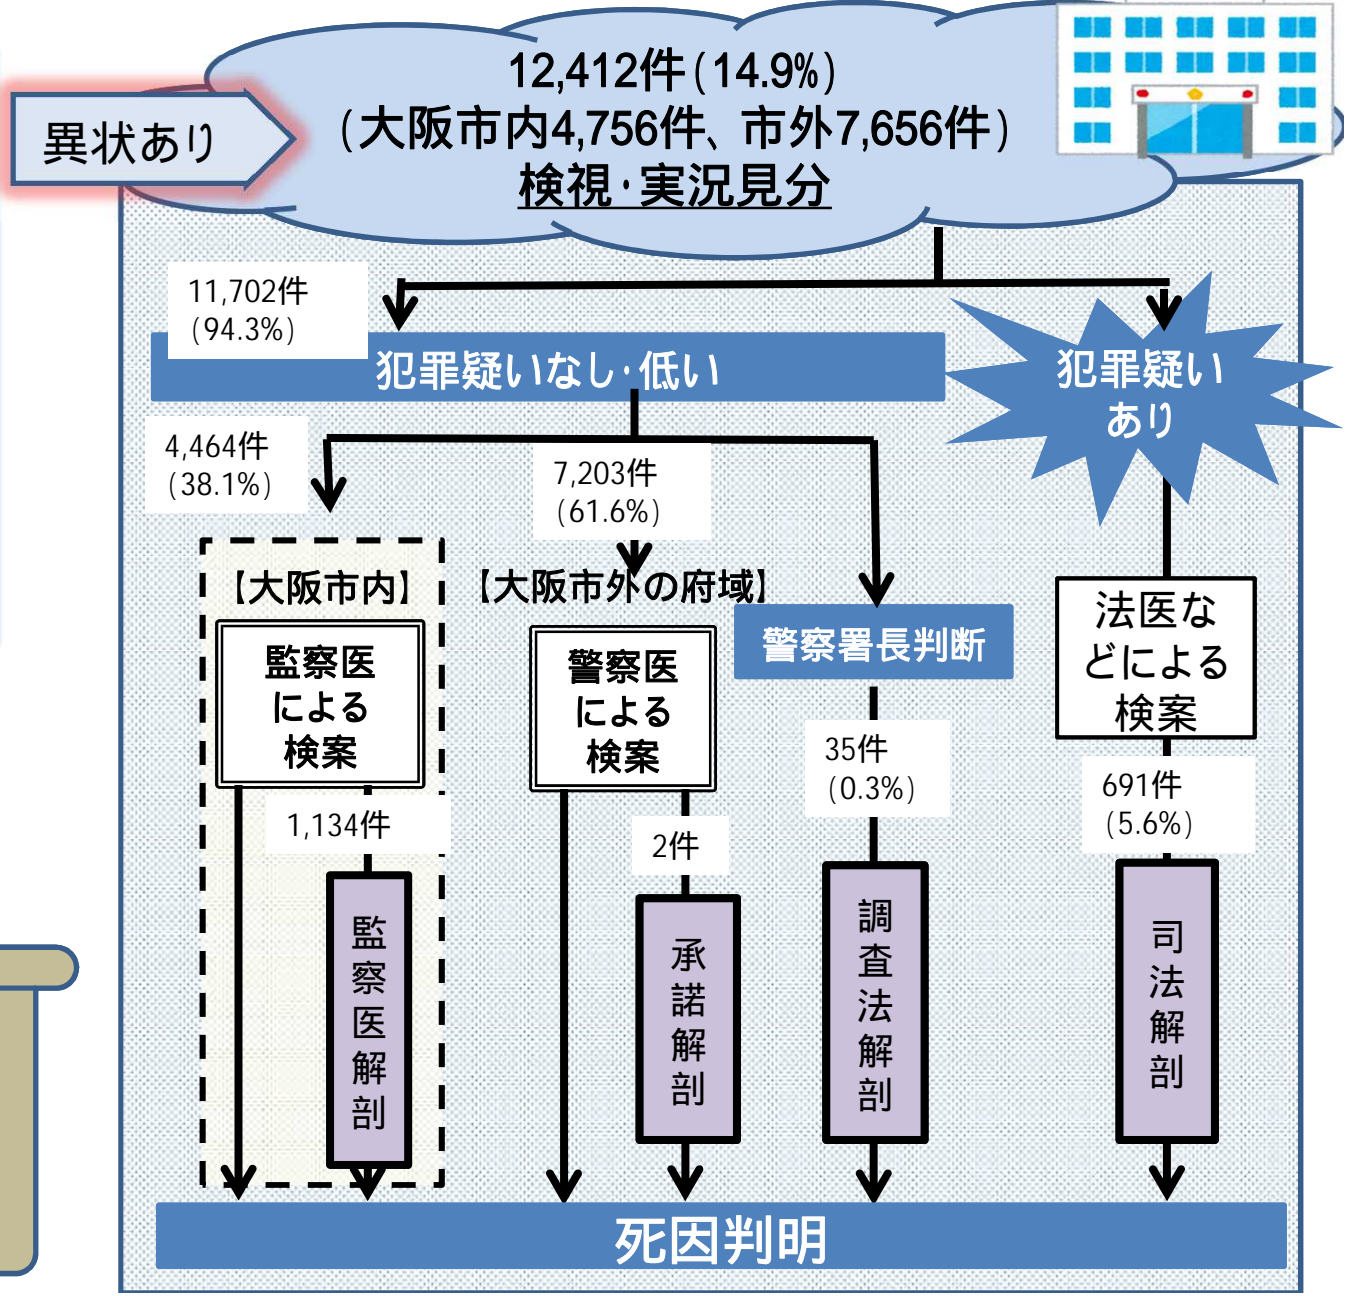 異状あり
12,412件(14.9%)
(大阪市内4,756件、市外7,656件)
検視･実況見分
11,702件
(94.3%)
犯罪疑いなし･低い
犯罪疑い
あり
4,464件
(38.1%)
7,203件
(61.6%)
【大阪市内】
監察医
による
検案
1,134件
監察医解剖
【大阪市外の府域】
警察医
による
検案
2件
承諾解剖
警察署長判断
35件
(0.3%)
調査法解剖
法医な
どによる
検案
691件
(5.6%)
司法解剖
死因判明